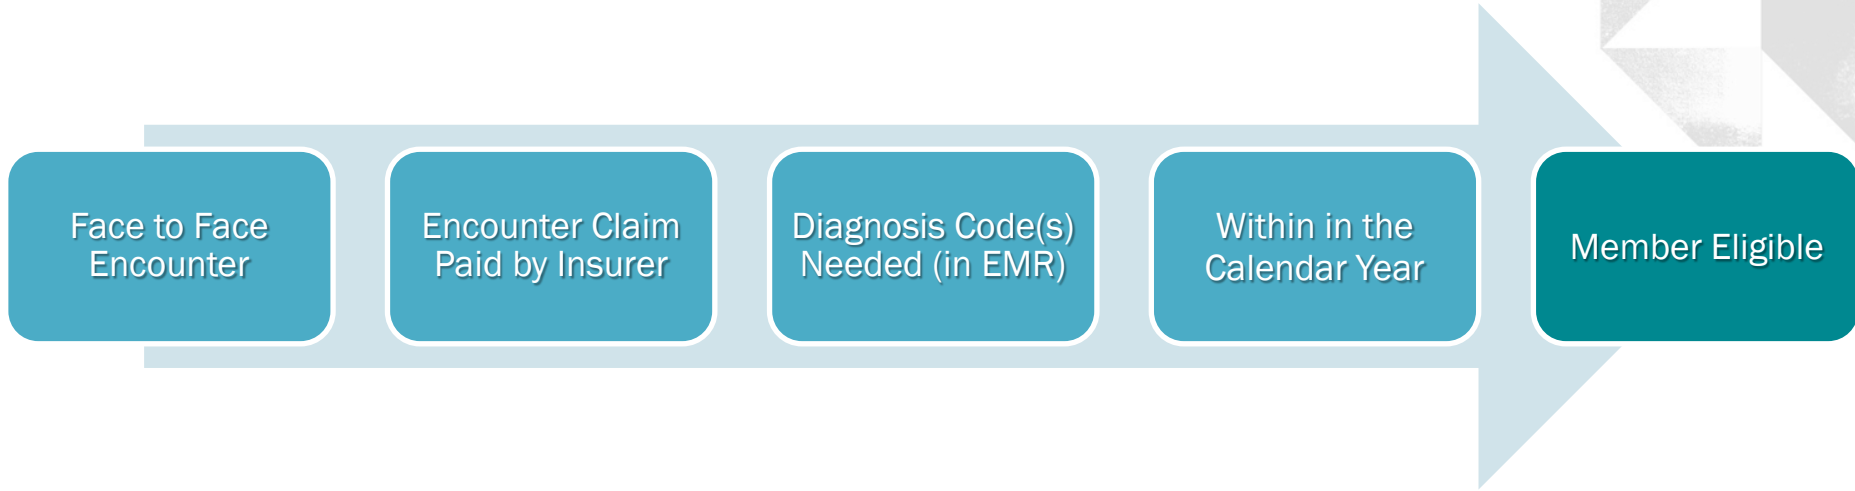 Face to Face
Encounter
Encounter Claim
Paid by Insurer
Diagnosis Code(s)
Needed (in EMR)
Within in the
Calendar Year
Member Eligible